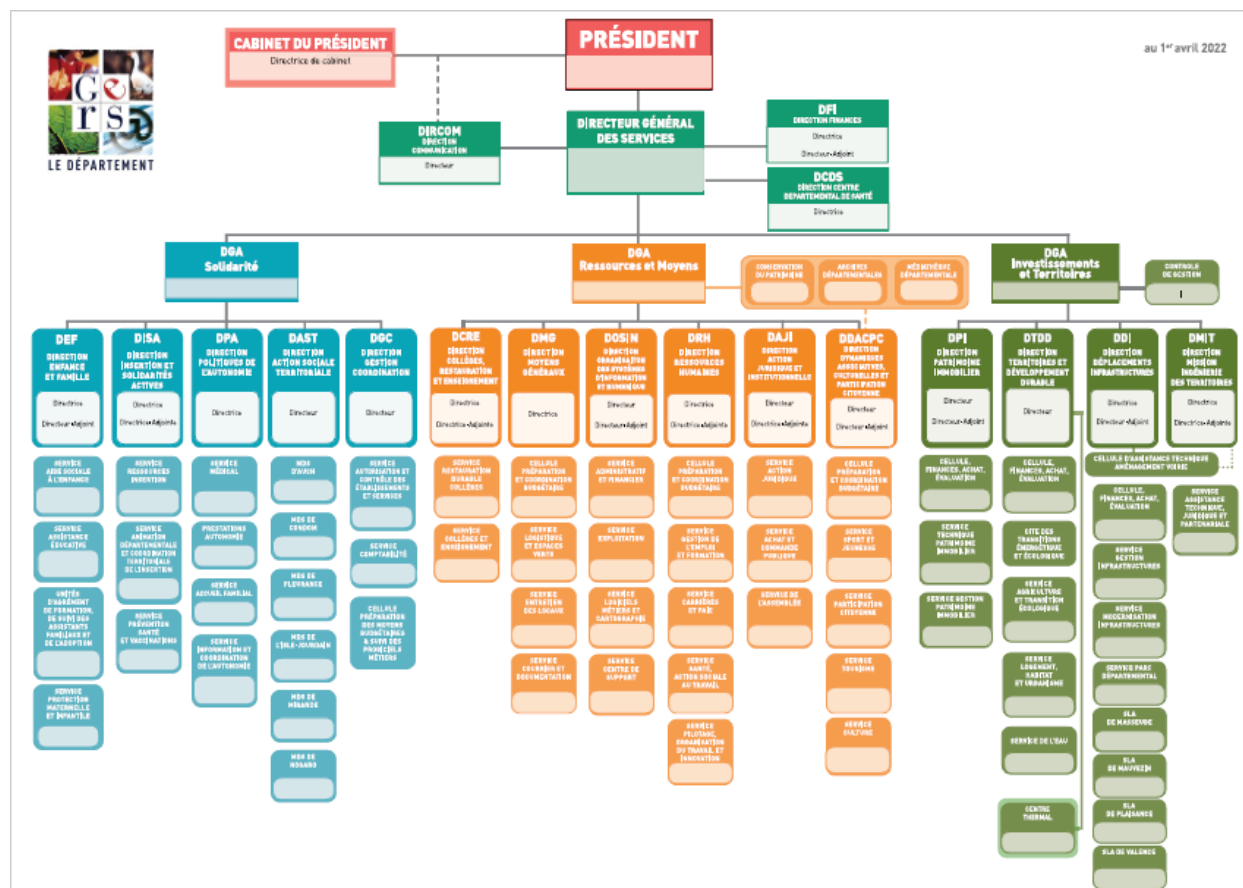 CABINET DU PRÉSIDENT
Directrice de cabinet
PRÉSIDENT
au 1er avril 2022
Gers
LE DÉPARTEMENT
DIRCOM
DIRECTION
COMMUNICATION
Directeur
DIRECTEUR GÉNÉRAL
DES SERVICES
DFI
DIRECTION FINANCES
Directrice
Directeur-Adjoint
DCDS
DIRECTION CENTRE
DEPARTEMENTAL DE SANTÉ
Directrice
DGA
Solidarité
DGA
Ressources et Moyens
CONSERVATION
DU PATRIMOINE
ARCHIVES
DÉPARTEMENTALES
MÉDIATHÈQUE
DÉPARTEMENTALE
DGA
Investissements
et Territoires
CONTROLE
DE GESTION
DEF
DIRECTION
ENFANCE
ET FAMILLE
Directrice
Directeur-Adjoint
SERVICE
AIDE SOCIALE
À L'ENFANCE
SERVICE
ASSISTANCE
ÉDUCATIVE
UNITÉS
D'AGRÉMENT
DE FORMATION,
DE SUIVI DES
ASSISTANTS
FAMILIAUX ET
DE L'ADOPTION
SERVICE
PROTECTION
MATERNELLE
ET INFANTILE
DISA
DIRECTION
INSERTION ET
SOLIDARITÉS
ACTIVES
Directrice
Directrice-Adjointe
SERVICE
RESSOURCES
INSERTION
SERVICE
ANIMATION
DÉPARTEMENTALE
ET COORDINATION
TERRITORIALE
DE L'INSERTION
SERVICE
PRÉVENTION
SANTÉ
ET VACCINATIONS
DPA
DIRECTION
POLITIQUES DE
L'AUTONOMIE
Directrice
SERVICE
MÉDICAL
PRESTATIONS
AUTONOMIE
SERVICE
ACCUEIL FAMILIAL
SERVICE
INFORMATION ET
COORDINATION
DE L'AUTONOMIE
DAST
DIRECTION
ACTION SOCIALE
TERRITORIALE
Directeur
MDS
D'AUCH
MDS DE
CONDOM
MDS DE
FLEURANCE
MDS DE
L'ISLE-JOURDAIN
MDS DE
MIRANDE
MDS DE
NOGARO
DGC
DIRECTION
GESTION
COORDINATION
Directeur
SERVICE
AUTORISATION ET
CONTRÔLE DES
ÉTABLISSEMENTS
ET SERVICES
SERVICE
COMPTABILITÉ
CELLULE
PRÉPARATION
DES MOYENS
BUDGÉTAIRES
& SUIVI DES
PROGICIELS
MÉTIERS
DCRE
DIRECTION
COLLÈGES,
RESTAURATION
ET ENSEIGNEMENT
Directrice
Directrice-Adjointe
SERVICE
RESTAURATION
DURABLE
COLLÈGES
SERVICE
COLLÈGES ET
ENSEIGNEMENT
DMG
DIRECTION
MOYENS
GÉNÉRAUX
Directrice
CELLULE
PRÉPARATION
ET COORDINATION
BUDGÉTAIRE
SERVICE
LOGISTIQUE
ET ESPACES
VERTS
SERVICE
ENTRETIEN
DES LOCAUX
SERVICE
COURRIER ET
DOCUMENTATION
DOSIN
DIRECTION
ORGANISATION
DES SYSTÈMES
D'INFORMATION
ET NUMÉRIQUE
Directeur
Directeur-Adjoint
SERVICE
ADMINISTRATIF
ET FINANCIER
SERVICE
EXPLOITATION
SERVICE
LOGICIELS
MÉTIERS ET
CARTOGRAPHIE
SERVICE
CENTRE DE
SUPPORT
DRH
DIRECTION
RESSOURCES
HUMAINES
Directrice
Directrice-Adjointe
CELLULE
PRÉPARATION
ET COORDINATION
BUDGÉTAIRE
SERVICE
GESTION DE
L'EMPLOI
ET FORMATION
SERVICE
CARRIÈRES
ET PAIE
SERVICE
SANTÉ,
ACTION SOCIALE
AU TRAVAIL
SERVICE
PILOTAGE,
ORGANISATION
DU TRAVAIL ET
INNOVATION
DAJI
DIRECTION
ACTION
JURIDIQUE ET
INSTITUTIONNELLE
Directeur
Directrice-Adjointe
SERVICE
ACTION
JURIDIQUE
SERVICE
ACHAT ET
COMMANDE
PUBLIQUE
SERVICE
DE L'ASSEMBLÉE
DDACPC
DIRECTION
DYNAMIQUES
ASSOCIATIVES,
CULTURELLES ET
PARTICIPATION
CITOYENNE
Directeur
Directrice-Adjointe
CELLULE
PRÉPARATION
ET COORDINATION
BUDGÉTAIRE
SERVICE
SPORT ET
JEUNESSE
SERVICE
PARTICIPATION
CITOYENNE
SERVICE
TOURISME
SERVICE
CULTURE
DPI
DIRECTION
PATRIMOINE
IMMOBILIER
Directrice
Directeur-Adjoint
CELLULE,
FINANCES, ACHAT,
ÉVALUATION
SERVICE
TECHNIQUE
PATRIMOINE
IMMOBILIER
SERVICE GESTION
PATRIMOINE
IMMOBILIER
DTDD
DIRECTION
TERRITOIRES ET
DÉVELOPPEMENT
DURABLE
Directeur
CELLULE,
FINANCES, ACHAT,
ÉVALUATION
CITÉ DES
TRANSITIONS
ÉNERGÉTIQUE
ET ÉCOLOGIQUE
SERVICE
AGRICULTURE
ET TRANSITION
ÉCOLOGIQUE
SERVICE
LOGEMENT,
HABITAT
ET URBANISME
SERVICE DE L'EAU
CENTRE
THERMAL
DDI
DIRECTION
DÉPLACEMENTS
INFRASTRUCTURES
Directeur
Directeur-Adjoint
CELLULE D'ASSISTANCE TECHNIQUE
AMÉNAGEMENT VOIRIE
CELLULE,
FINANCES, ACHAT,
ÉVALUATION
SERVICE
GESTION
INFRASTRUCTURES
SERVICE
MODERNISATION
INFRASTRUCTURES
SERVICE PARC
DÉPARTEMENTAL
SLA
DE MASSEUBE
SLA
DE MAUVEZIN
SLA
DE PLAISANCE
SLA DE VALENCE
DMIT
DIRECTION
MISSION
INGÉNIERIE
DES TERRITOIRES
Directrice
Directrice-Adjointe
SERVICE
ASSISTANCE
TECHNIQUE,
JURIDIQUE ET
PARTENARIALE